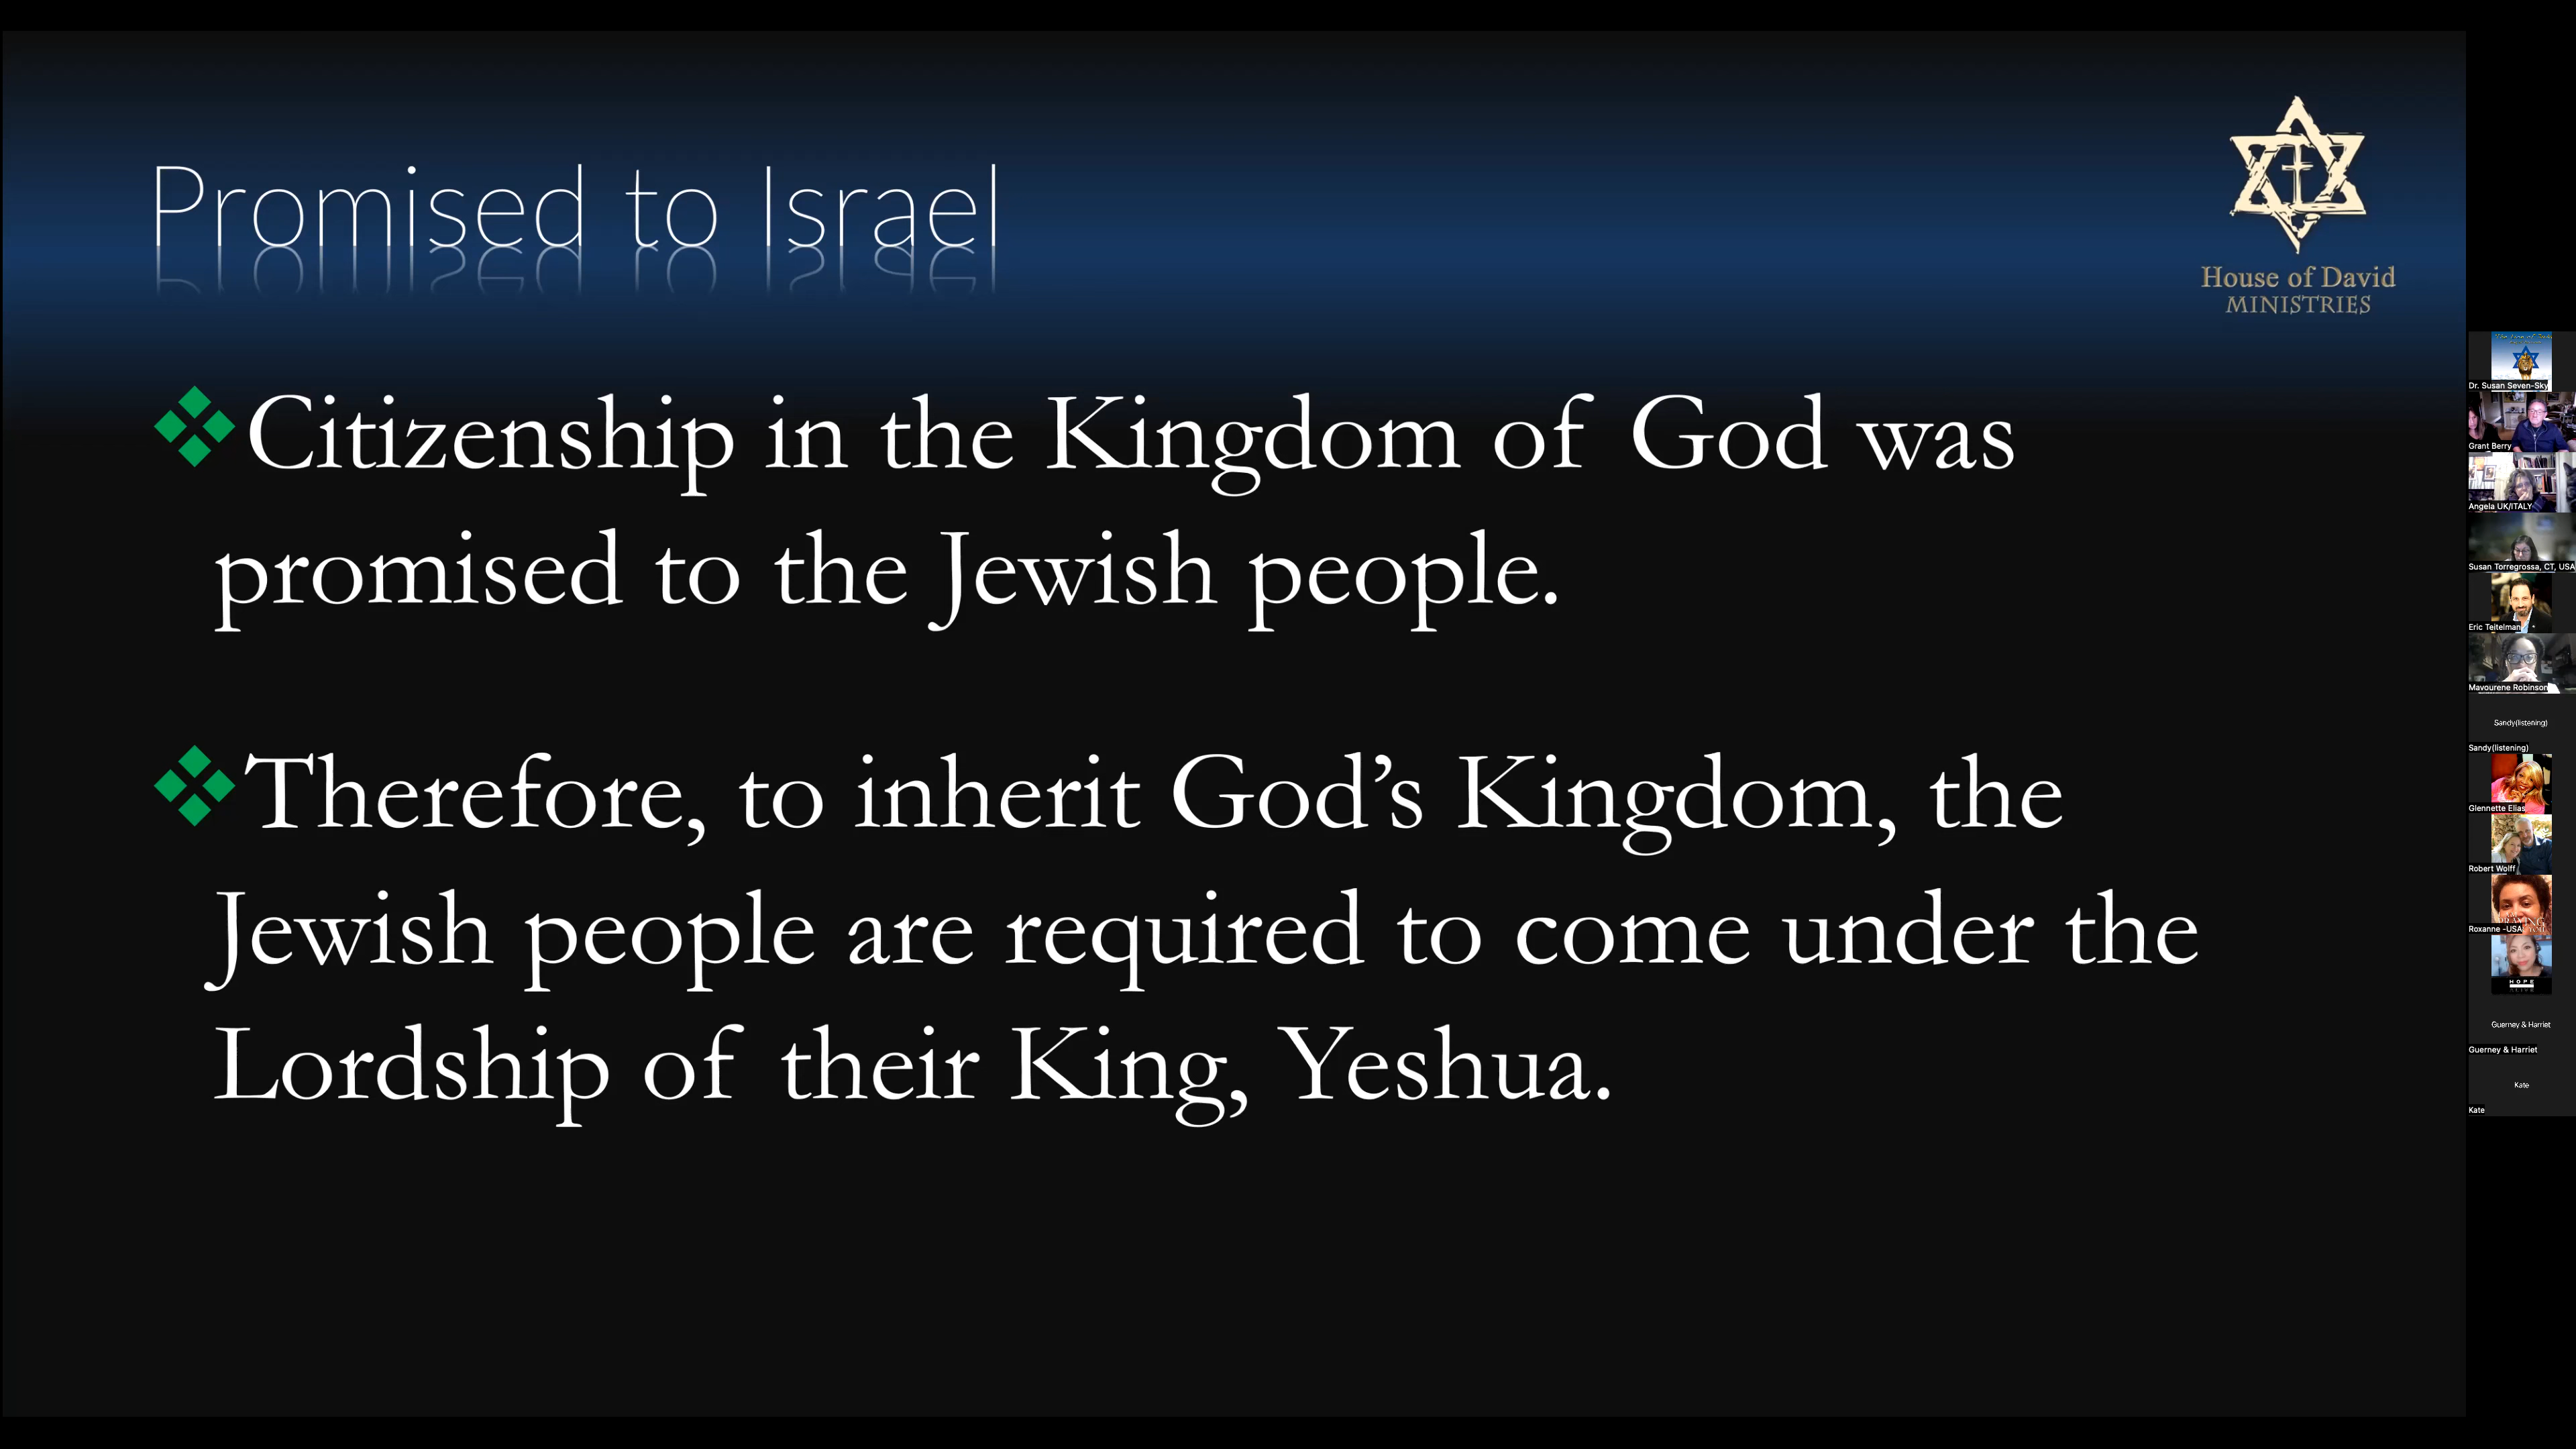 Promised to Israel
House of David
MINISTRIES
Citizenship in the Kingdom of God was
promised to the Jewish people.
Therefore, to inherit God’s Kingdom, the
Jewish people are required to come under the
Lordship of their King, Yeshua.
Dr. Susan Seven-Sky
Grant Berry
Angela UK/ITALY
Susan Torregrossa, CT, USA
Eric Teitelman
Mavourene Robinson
Sandy(listening)
Sandy(listening)
Glennette Elias
Robert Wolff
Roxanne -USA
HOPE
Guerney & Harriet
Guerney & Harriet
Kate
Kate